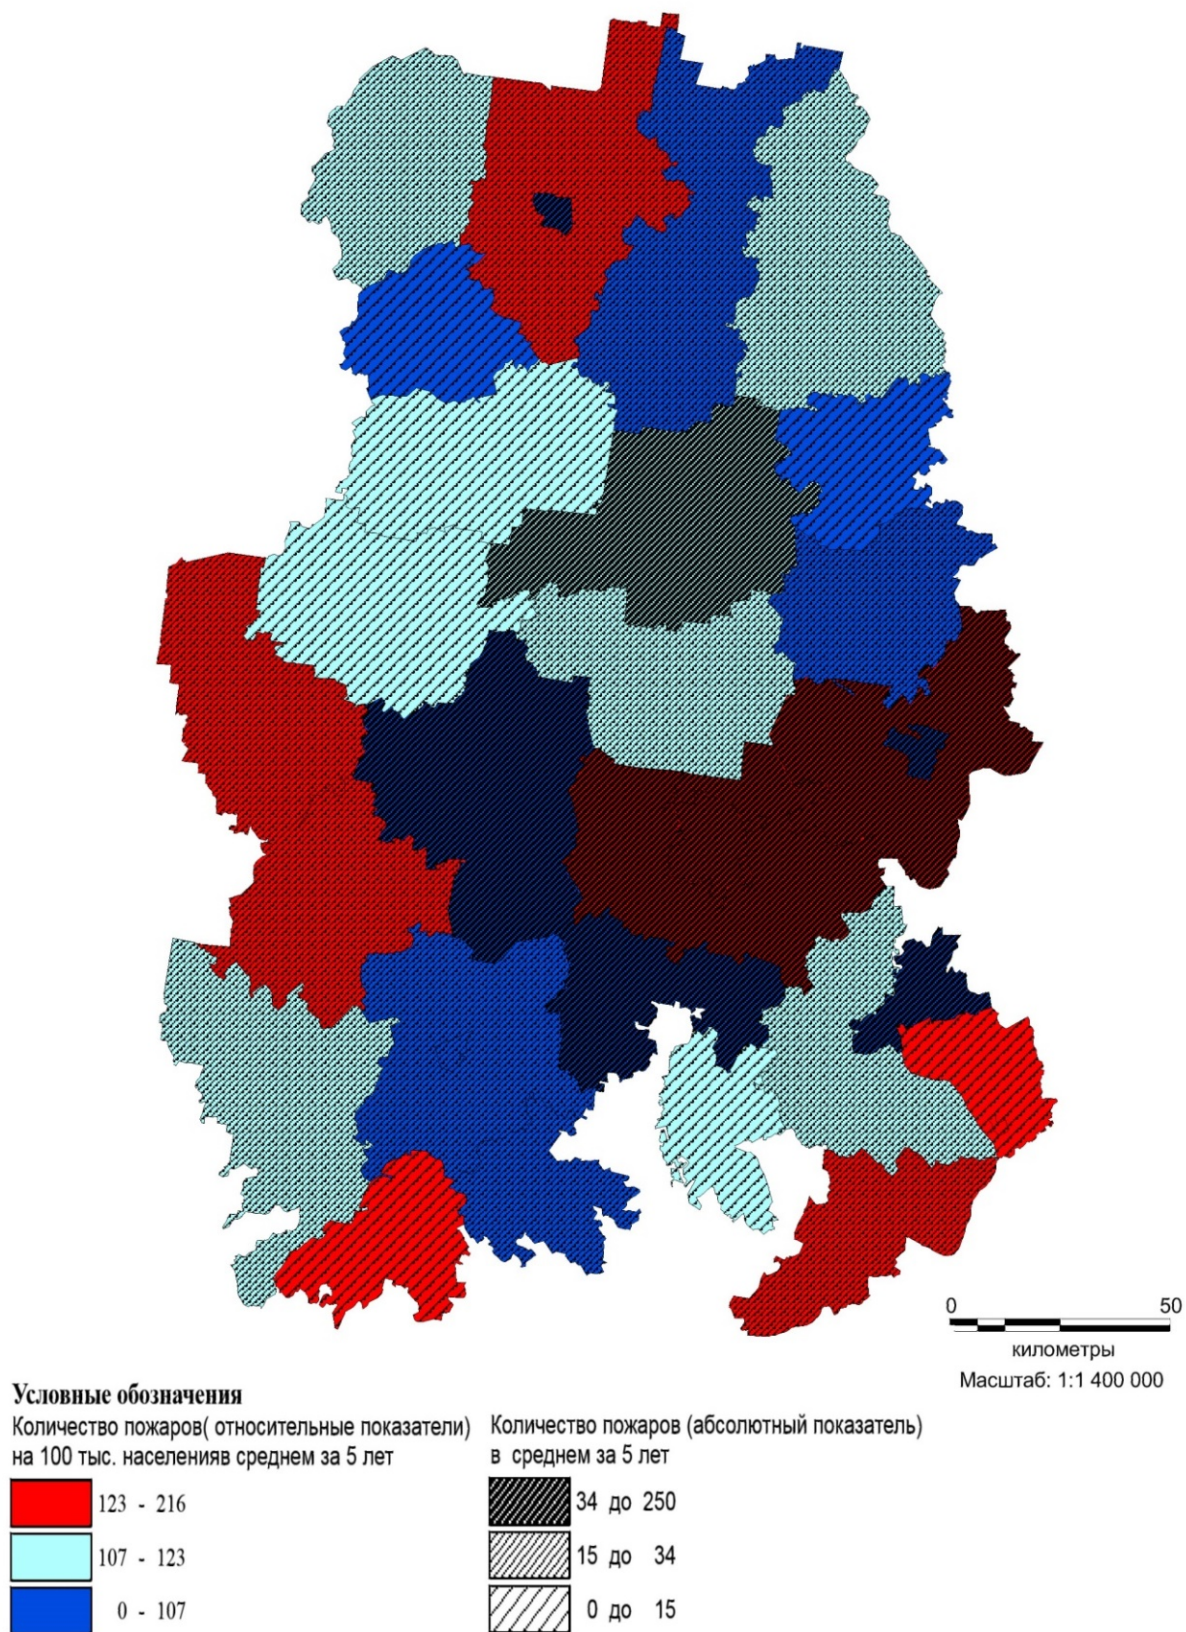 0 50
километры
Масштаб: 1:1 400 000
Условные обозначения
Количество пожаров( относительные показатели)
на 100 тыс. населенияв среднем за 5 лет
123 - 216
107 - 123
0 - 107
Количество пожаров (абсолютный показатель)
в среднем за 5 лет
34 до 250
15 до 34
0 до 15